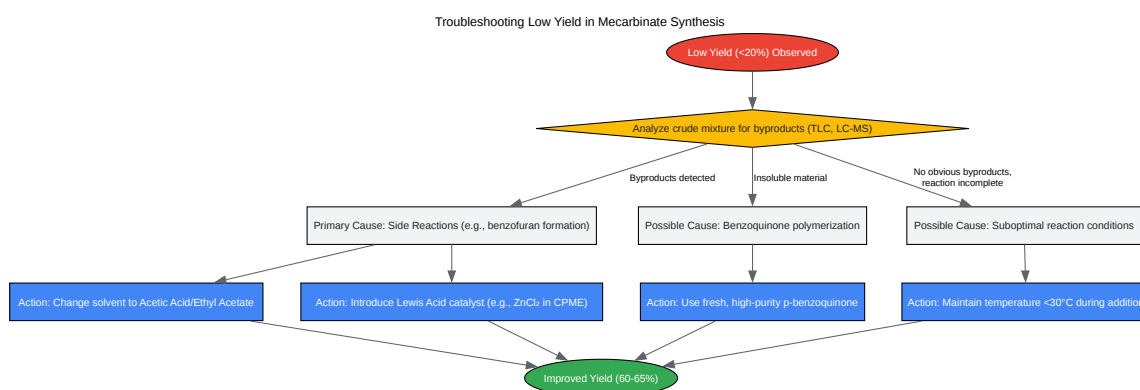 Troubleshooting Low Yield in Mecarbinate Synthesis
Low Yield (<20%) Observed
Analyze crude mixture for byproducts (TLC, LC-MS)
Byproducts detected
Insoluble material
No obvious byproducts,
reaction incomplete
Primary Cause: Side Reactions (e.g., benzofuran formation)
Possible Cause: Benzoquinone polymerization
Possible Cause: Suboptimal reaction conditions
Action: Change solvent to Acetic Acid/Ethyl Acetate
Action: Introduce Lewis Acid catalyst (e.g., ZnCl₂ in CPME)
Action: Use fresh, high-purity p-benzoquinone
Action: Maintain temperature <30°C during addition
Improved Yield (60-65%)